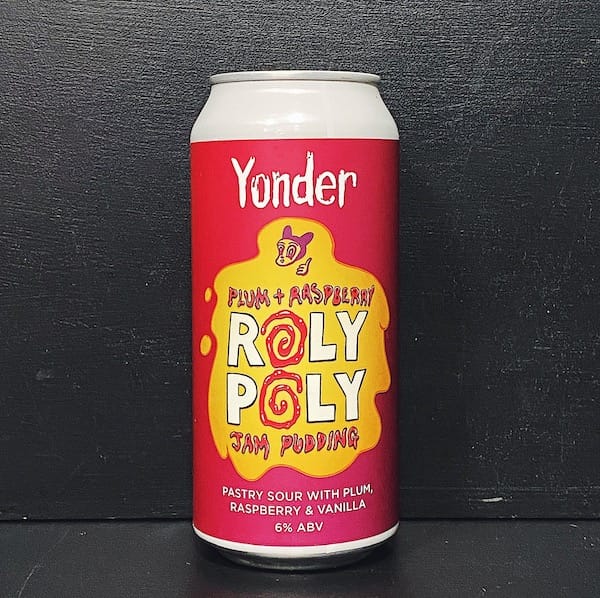 Yonder
PLUM + RASPBERRY
ROLY
POLY
JAM PUDDING
PASTRY SOUR WITH PLUM,
RASPBERRY & VANILLA
6% ABV